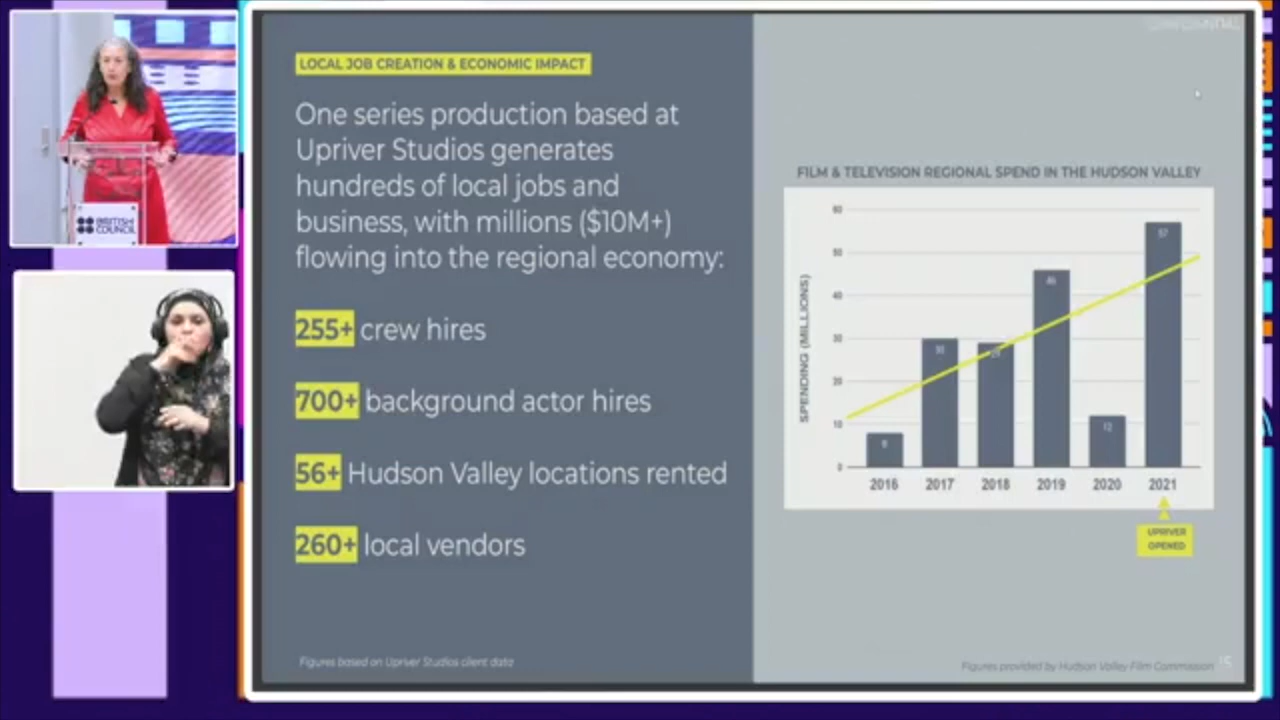 BRITISH
COUNCIL
LOCAL JOB CREATION & ECONOMIC IMPACT
One series production based at
Upriver Studios generates
hundreds of local jobs and
business, with millions ($10M+)
flowing into the regional economy:
255+ crew hires
700+ background actor hires
56+ Hudson Valley locations rented
260+ local vendors
Figures based on Upriver Studios client data
FILM & TELEVISION REGIONAL SPEND IN THE HUDSON VALLEY
SPENDING (MILLIONS)
60
50
40
30
20
10
0
8
30
29
46
12
57
2016 2017 2018 2019 2020 2021
UPRIVER
OPENED
Figures provided by Hudson Valley Film Commission